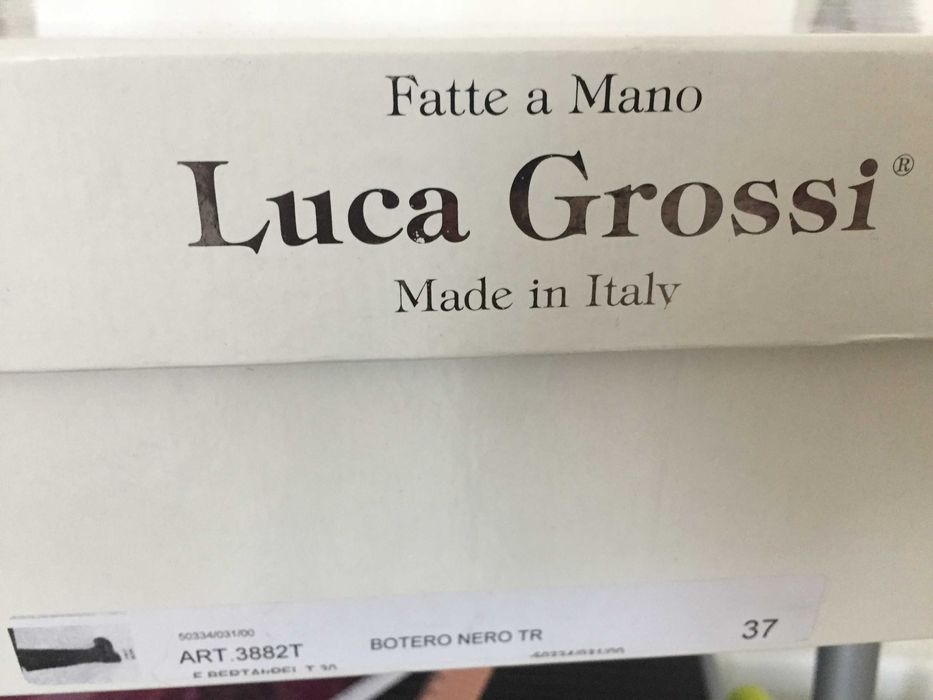 Fatte a Mano
Luca Grossi®
Made in Italy
50334/031/00
ART.3882T
BOTERO NERO TR
37